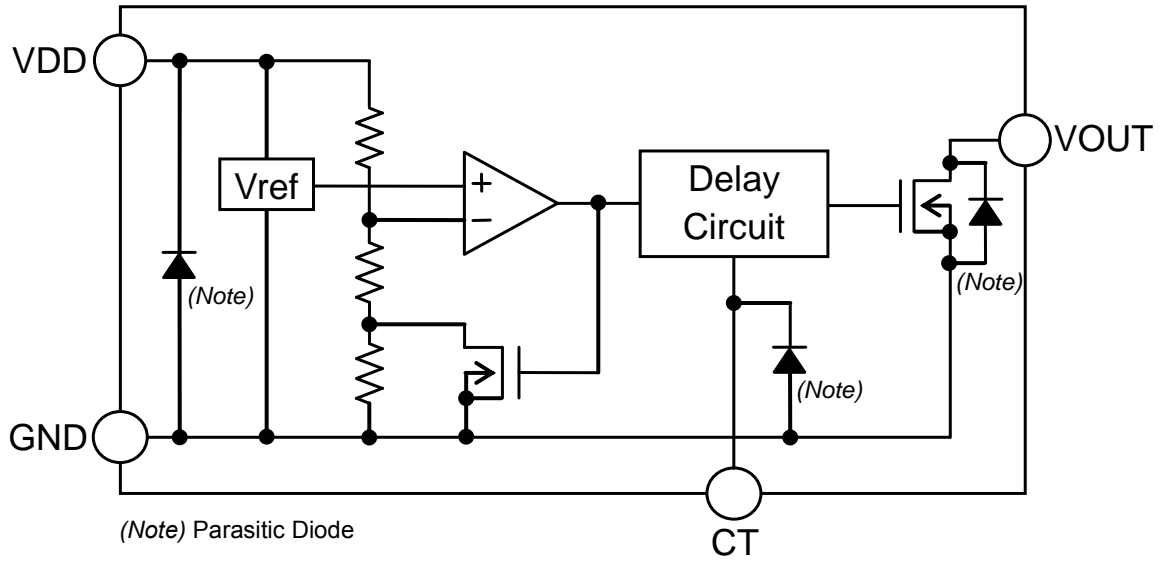 VDD
VOUT
Vref
+
−
Delay
Circuit
(Note)
(Note)
(Note)
GND
CT
(Note) Parasitic Diode